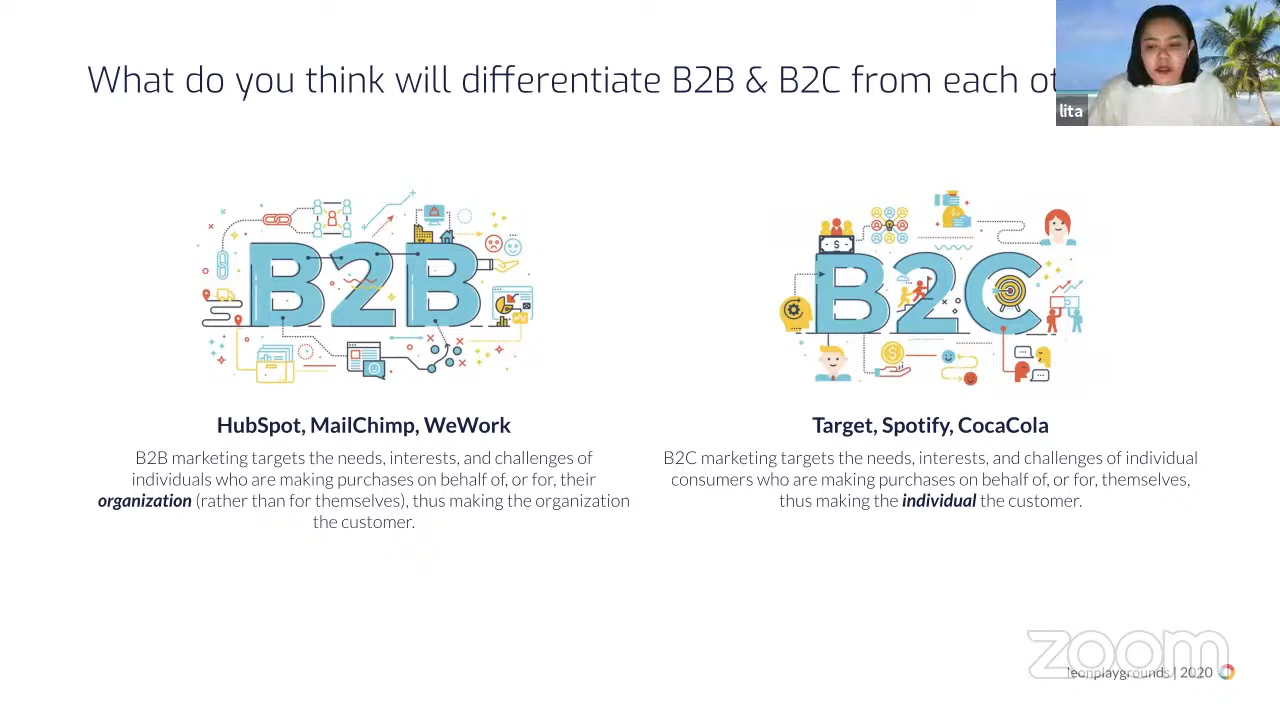 What do you think will differentiate B2B & B2C from each
lita
B2B
B2C
HubSpot, MailChimp, WeWork
B2B marketing targets the needs, interests, and challenges of
individuals who are making purchases on behalf of, or for, their
organization (rather than for themselves), thus making the organization
the customer.
Target, Spotify, CocaCola
B2C marketing targets the needs, interests, and challenges of individual
consumers who are making purchases on behalf of, or for, themselves,
thus making the individual the customer.
zoom
leonplaygrounds | 2020